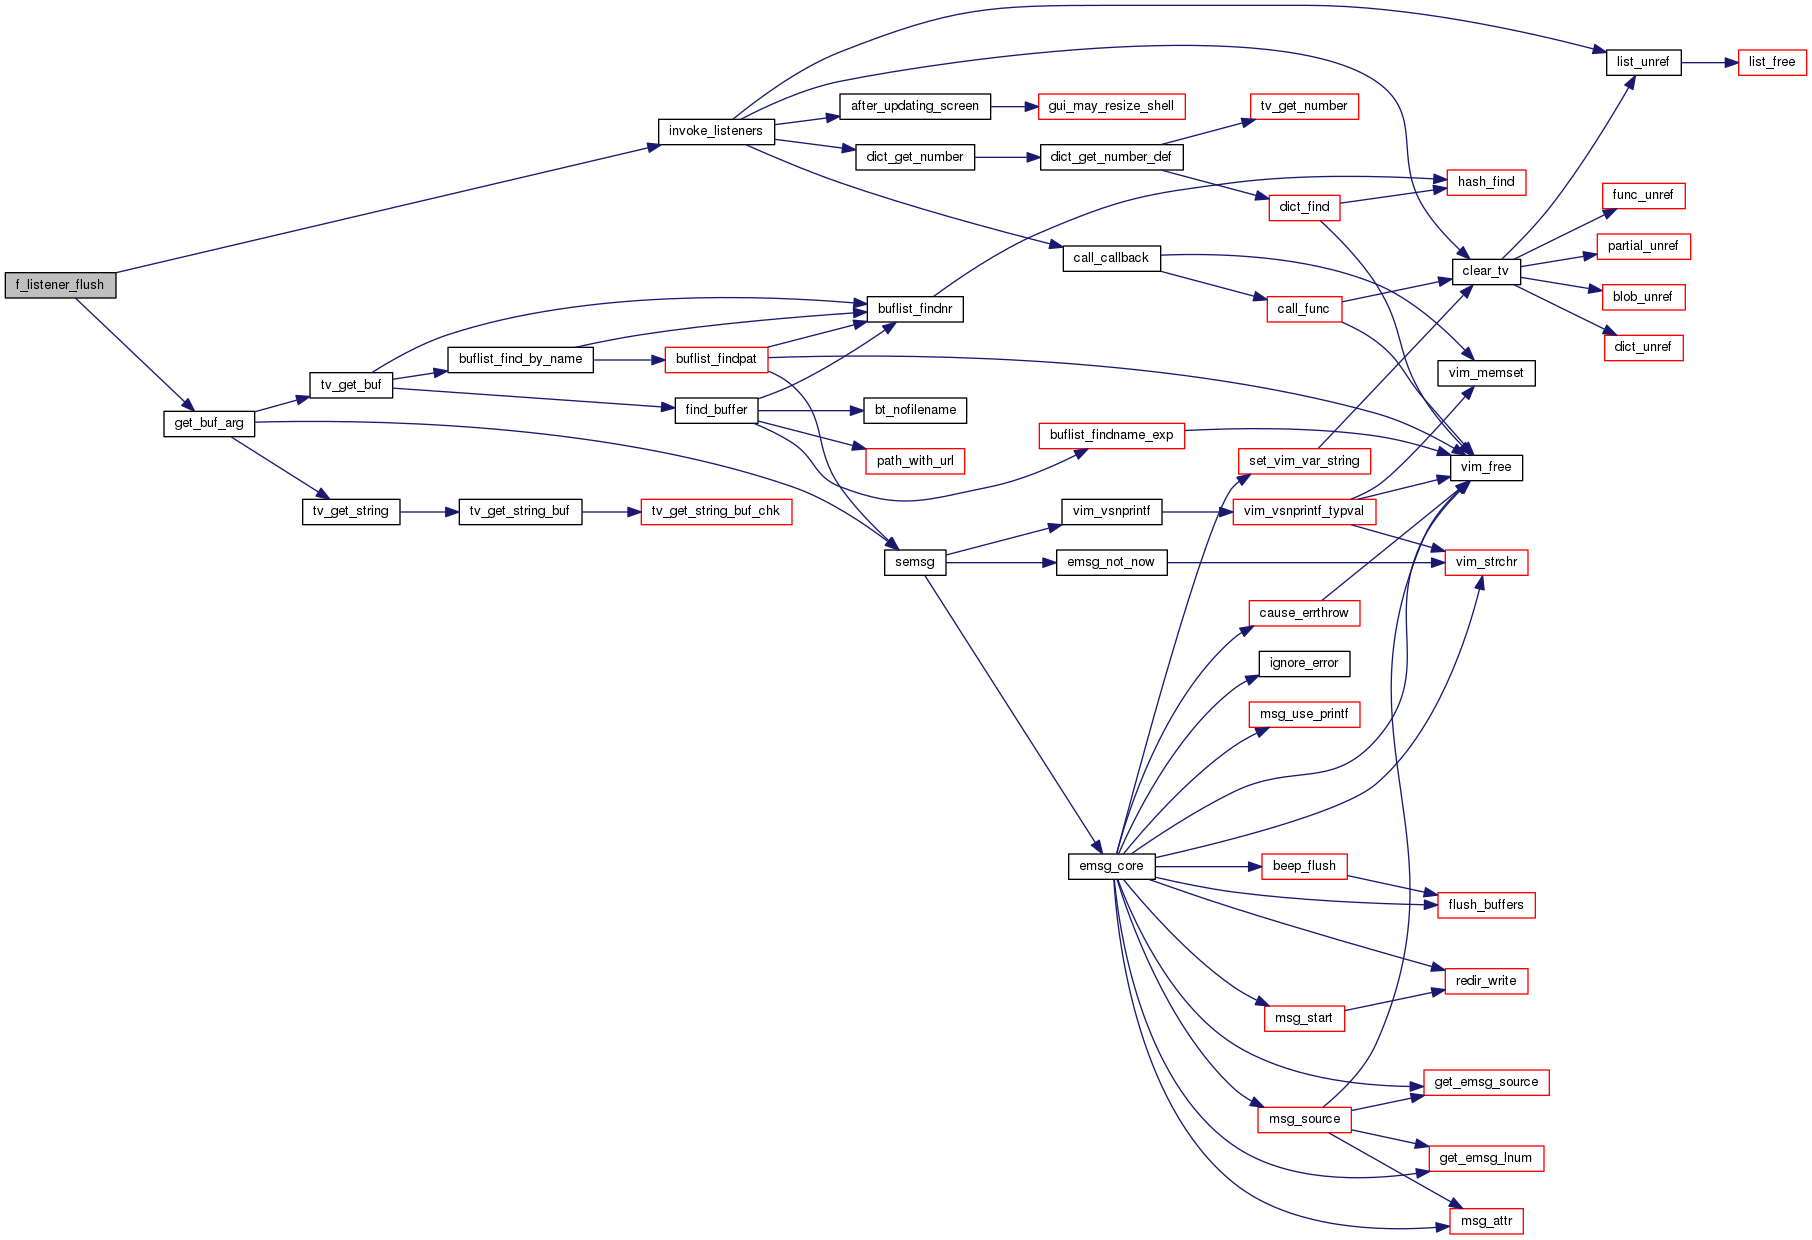 f_listener_flush
invoke_listeners
get_buf_arg
after_updating_screen
gui_may_resize_shell
dict_get_number
dict_get_number_def
tv_get_number
dict_find
hash_find
list_unref
list_free
call_callback
call_func
clear_tv
func_unref
partial_unref
blob_unref
dict_unref
vim_memset
vim_free
tv_get_buf
buflist_find_by_name
buflist_findpat
buflist_findnr
find_buffer
bt_nofilename
path_with_url
buflist_findname_exp
tv_get_string
tv_get_string_buf
tv_get_string_buf_chk
semsg
vim_vsnprintf
vim_vsnprintf_typval
set_vim_var_string
emsg_not_now
vim_strchr
cause_errthrow
ignore_error
msg_use_printf
emsg_core
beep_flush
flush_buffers
redir_write
msg_start
get_emsg_source
msg_source
get_emsg_lnum
msg_attr